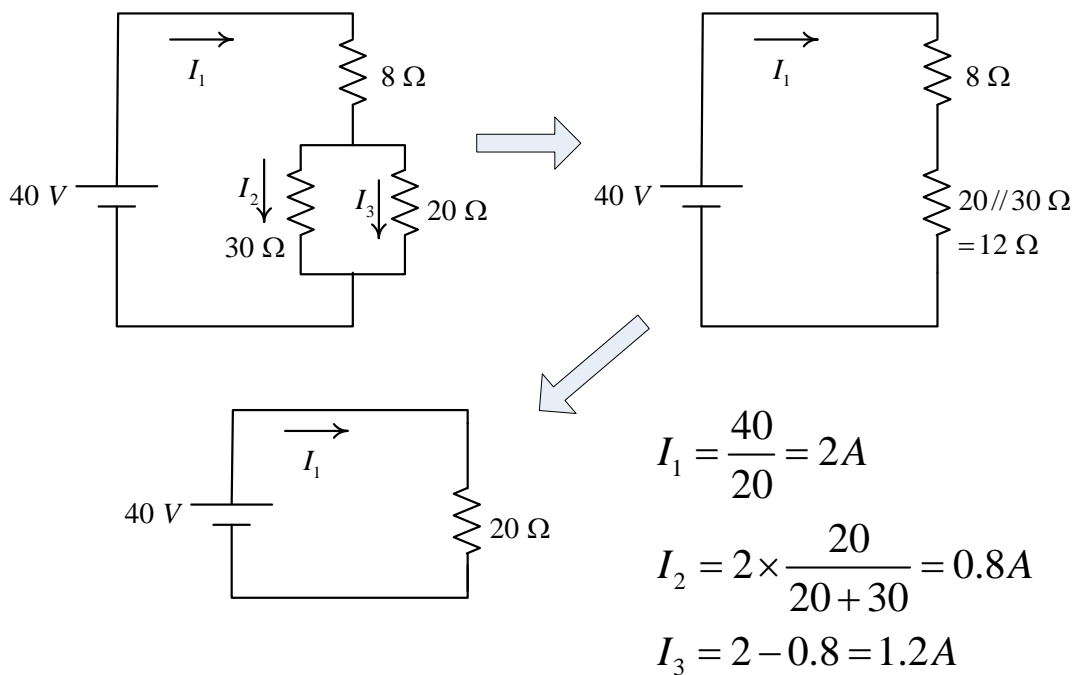 I₁
8 Ω
40 V
I₂
I₃
20 Ω
30 Ω
I₁
8 Ω
40 V
20//30 Ω
=12 Ω
I₁
40 V
20 Ω
I₁ = 40/20 = 2A
I₂ = 2 × 20/(20+30) = 0.8A
I₃ = 2 − 0.8 = 1.2A